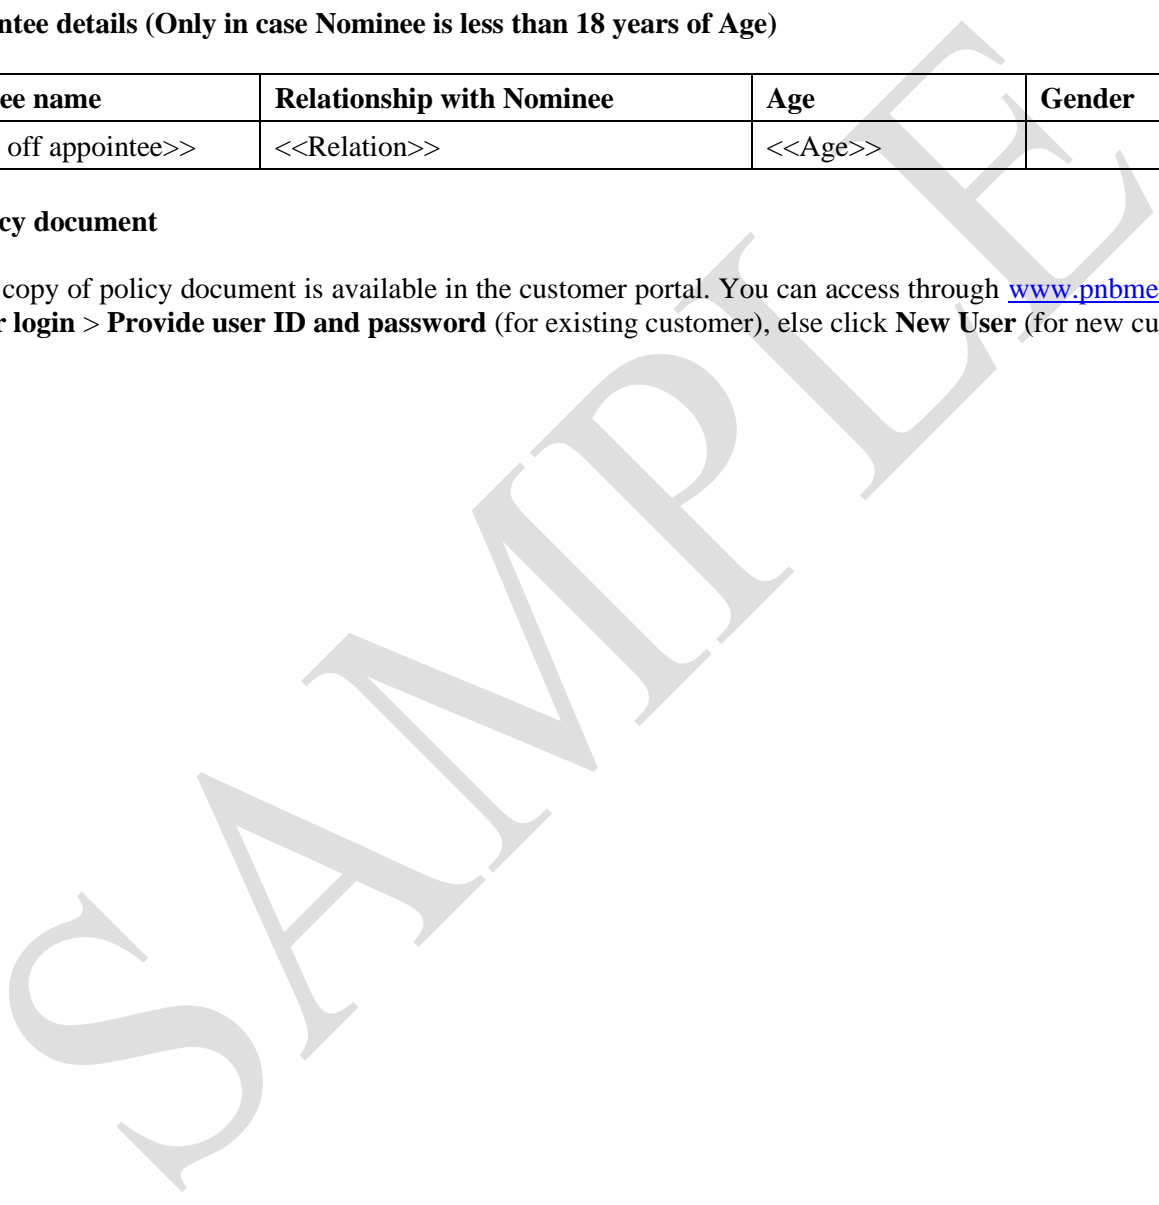 ntee details (Only in case Nominee is less than 18 years of Age)
ee name Relationship with Nominee Age Gender
off appointee>> <<Relation>> <<Age>>
cy document
copy of policy document is available in the customer portal. You can access through www.pnbme
r login > Provide user ID and password (for existing customer), else click New User (for new cu
SAMPLE